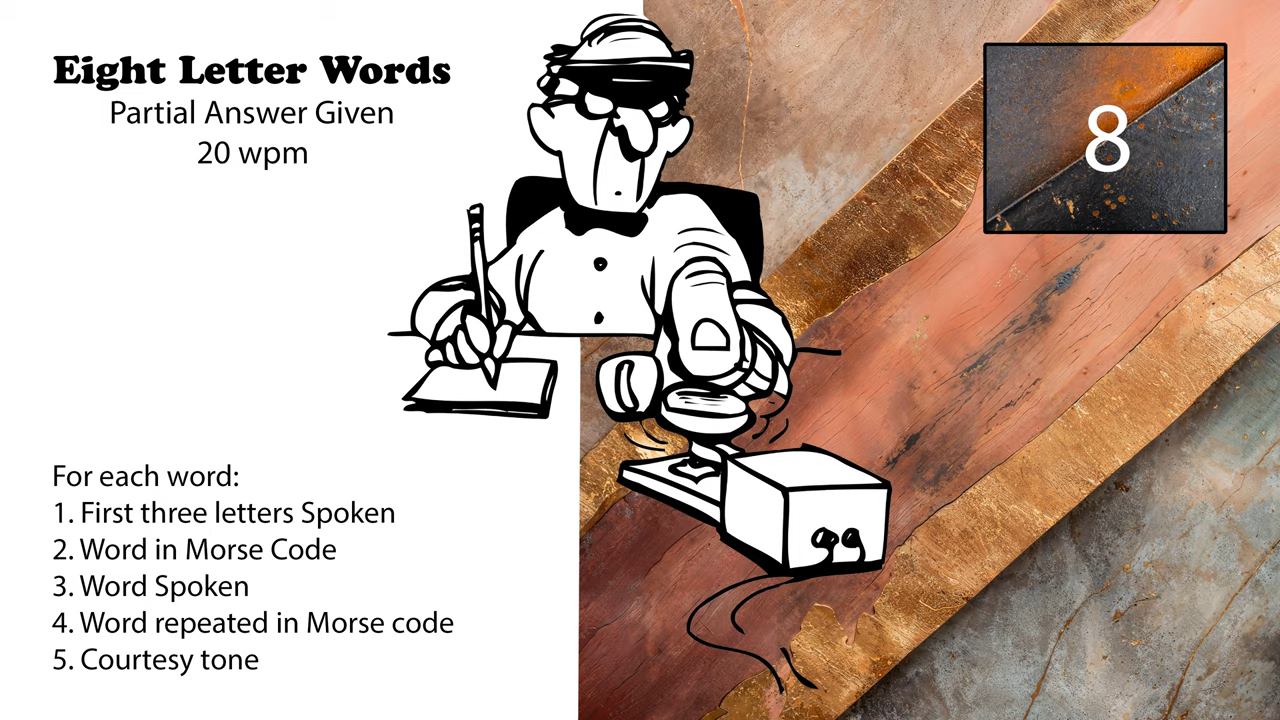 Eight Letter Words
Partial Answer Given
20 wpm
8
For each word:
1. First three letters Spoken
2. Word in Morse Code
3. Word Spoken
4. Word repeated in Morse code
5. Courtesy tone